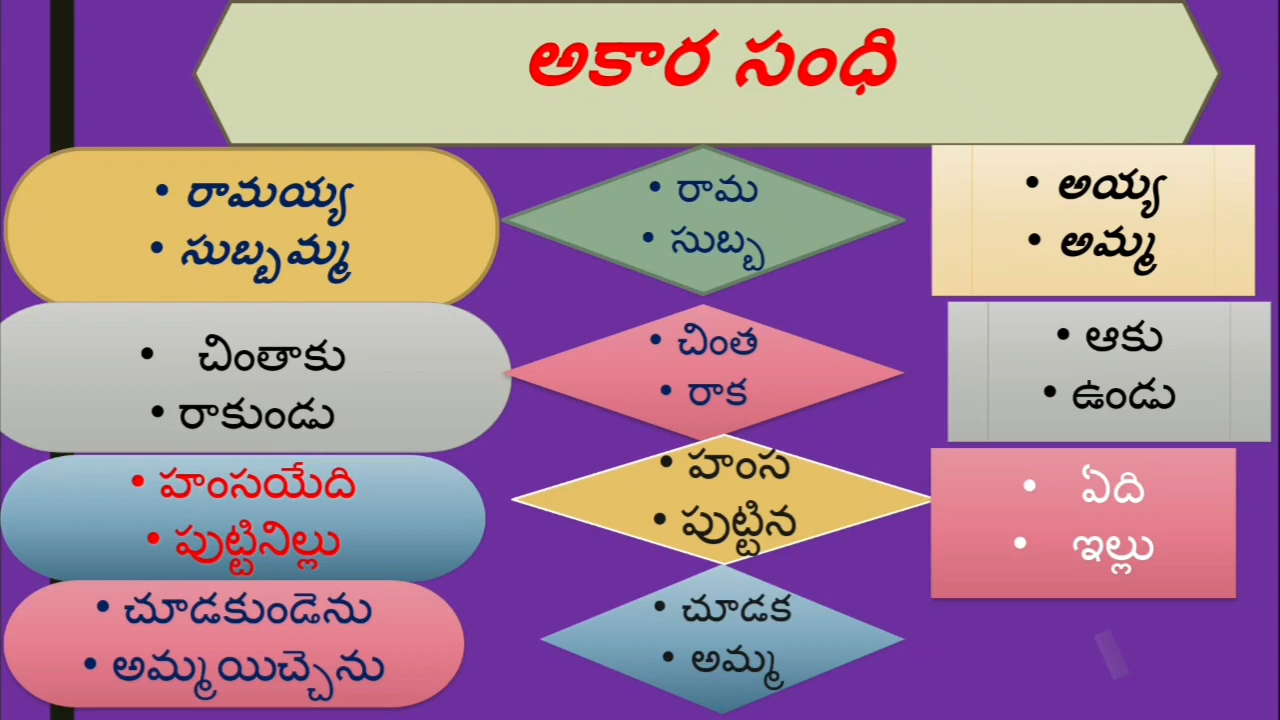 అకార సంధి
• రామయ్య
• సుబ్బమ్మ
• రామ
• సుబ్బ
• అయ్య
• అమ్మ
• చింతాకు
• రాకుండు
• చింత
• రాక
• ఆకు
• ఉండు
• హంసయేది
• పుట్టినిల్లు
• హంస
• పుట్టిన
• ఏది
• ఇల్లు
• చూడకుండెను
• అమ్మయిచ్చెను
• చూడక
• అమ్మ